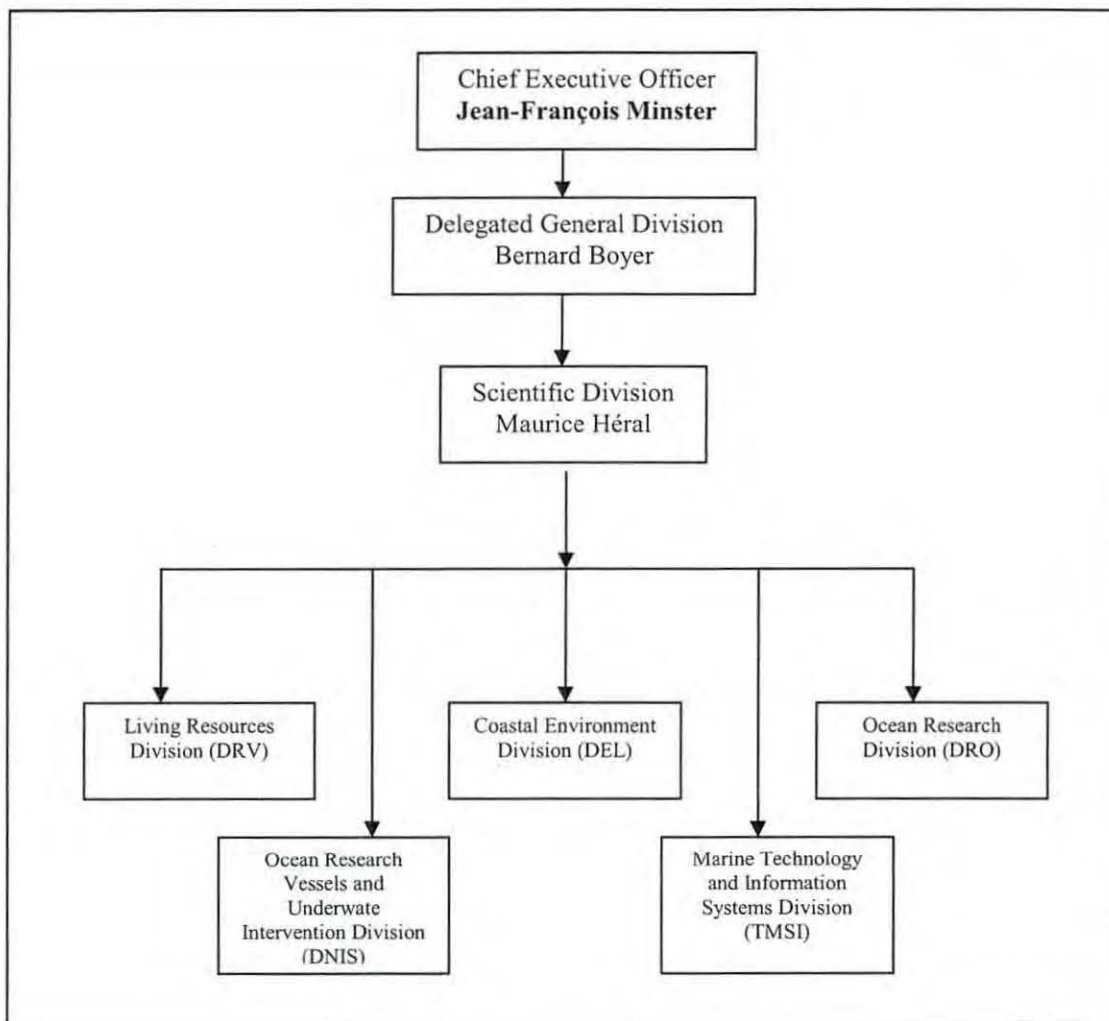 Chief Executive Officer
Jean-François Minster
Delegated General Division
Bernard Boyer
Scientific Division
Maurice Héral
Living Resources
Division (DRV)
Coastal Environment
Division (DEL)
Ocean Research
Division (DRO)
Ocean Research
Vessels and
Underwate
Intervention Division
(DNIS)
Marine Technology
and Information
Systems Division
(TMSI)